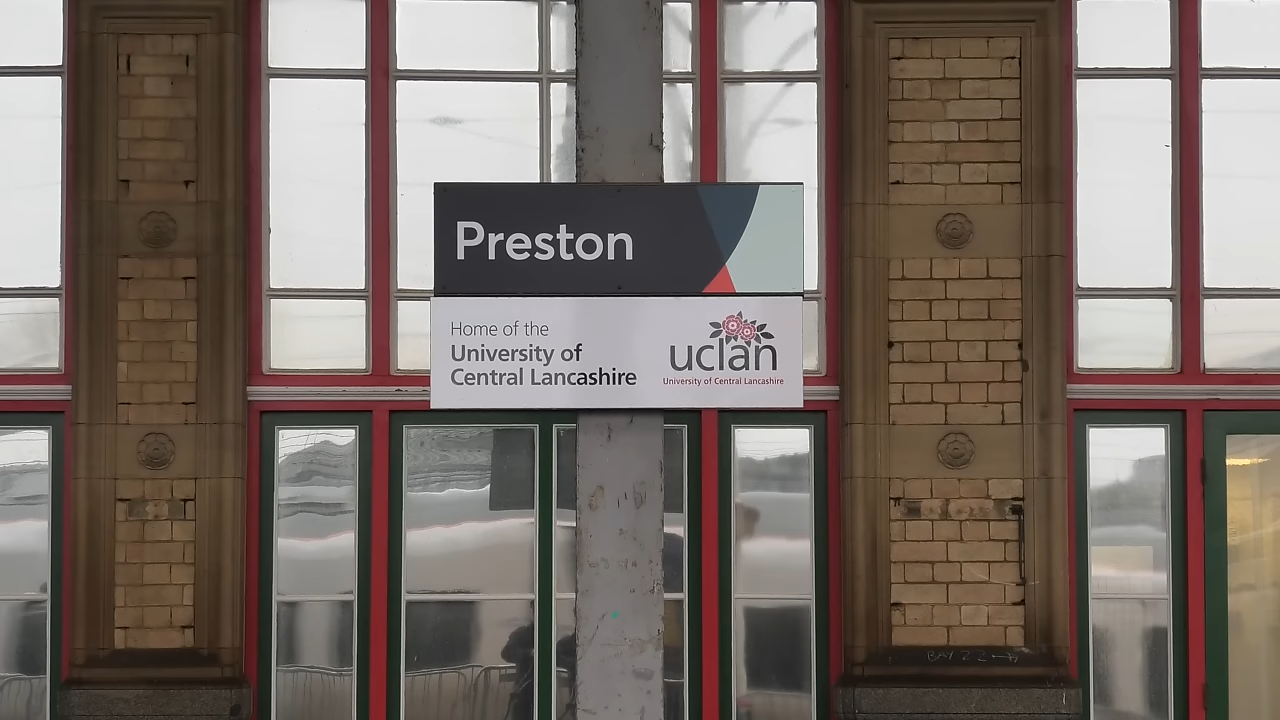 Preston
Home of the
University of
Central Lancashire
uclan
University of Central Lancashire